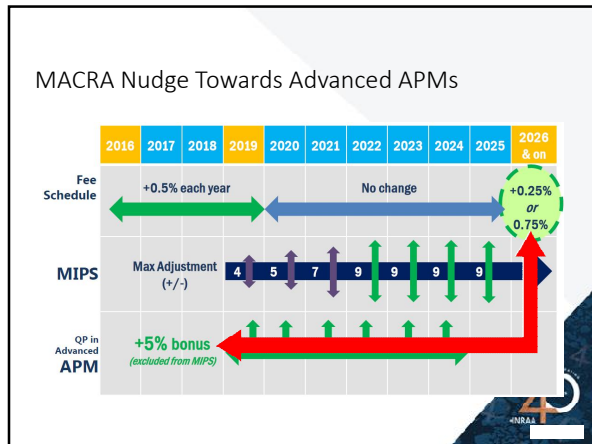 MACRA Nudge Towards Advanced APMs
2016 2017 2018 2019 2020 2021 2022 2023 2024 2025 2026 & on
Fee Schedule
+0.5% each year
No change
+0.25%
or
0.75%
MIPS
Max Adjustment
(+/-)
4 5 7 9 9 9 9
QP in
Advanced
APM
+5% bonus
(excluded from MIPS)
NRAA